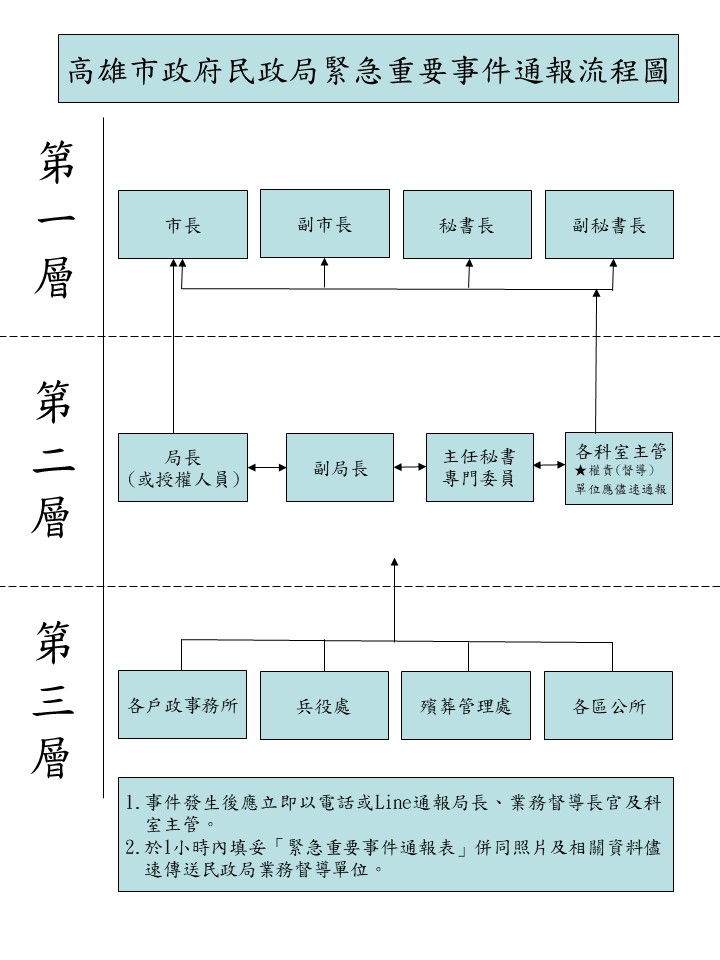 高雄市政府民政局緊急重要事件通報流程圖
第一層
市長
副市長
秘書長
副秘書長
第二層
局長
(或授權人員)
副局長
主任秘書
專門委員
各科室主管
★權責(督導)
單位應儘速通報
第三層
各戶政事務所
兵役處
殯葬管理處
各區公所
1.事件發生後應立即以電話或Line通報局長、業務督導長官及科
室主管。
2.於1小時內填妥「緊急重要事件通報表」併同照片及相關資料儘
速傳送民政局業務督導單位。